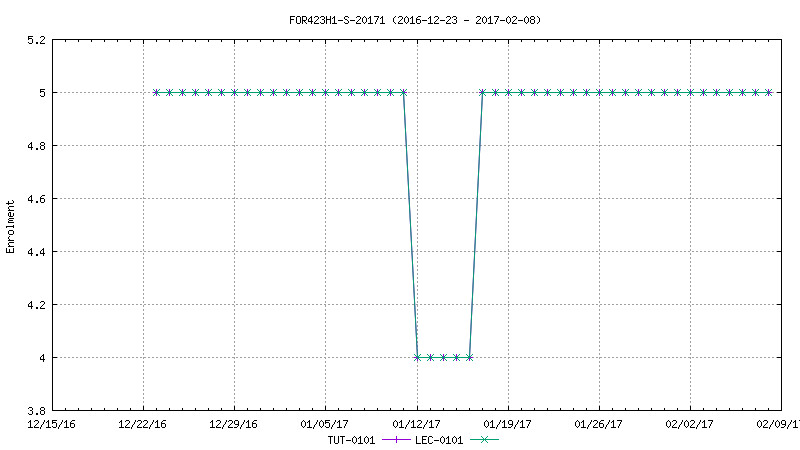 FOR423H1-S-20171 (2016-12-23 - 2017-02-08)
5.2
5
4.8
4.6
4.4
4.2
4
3.8
Enrolment
12/15/16 12/22/16 12/29/16 01/05/17 01/12/17 01/19/17 01/26/17 02/02/17 02/09/17
TUT-0101 LEC-0101